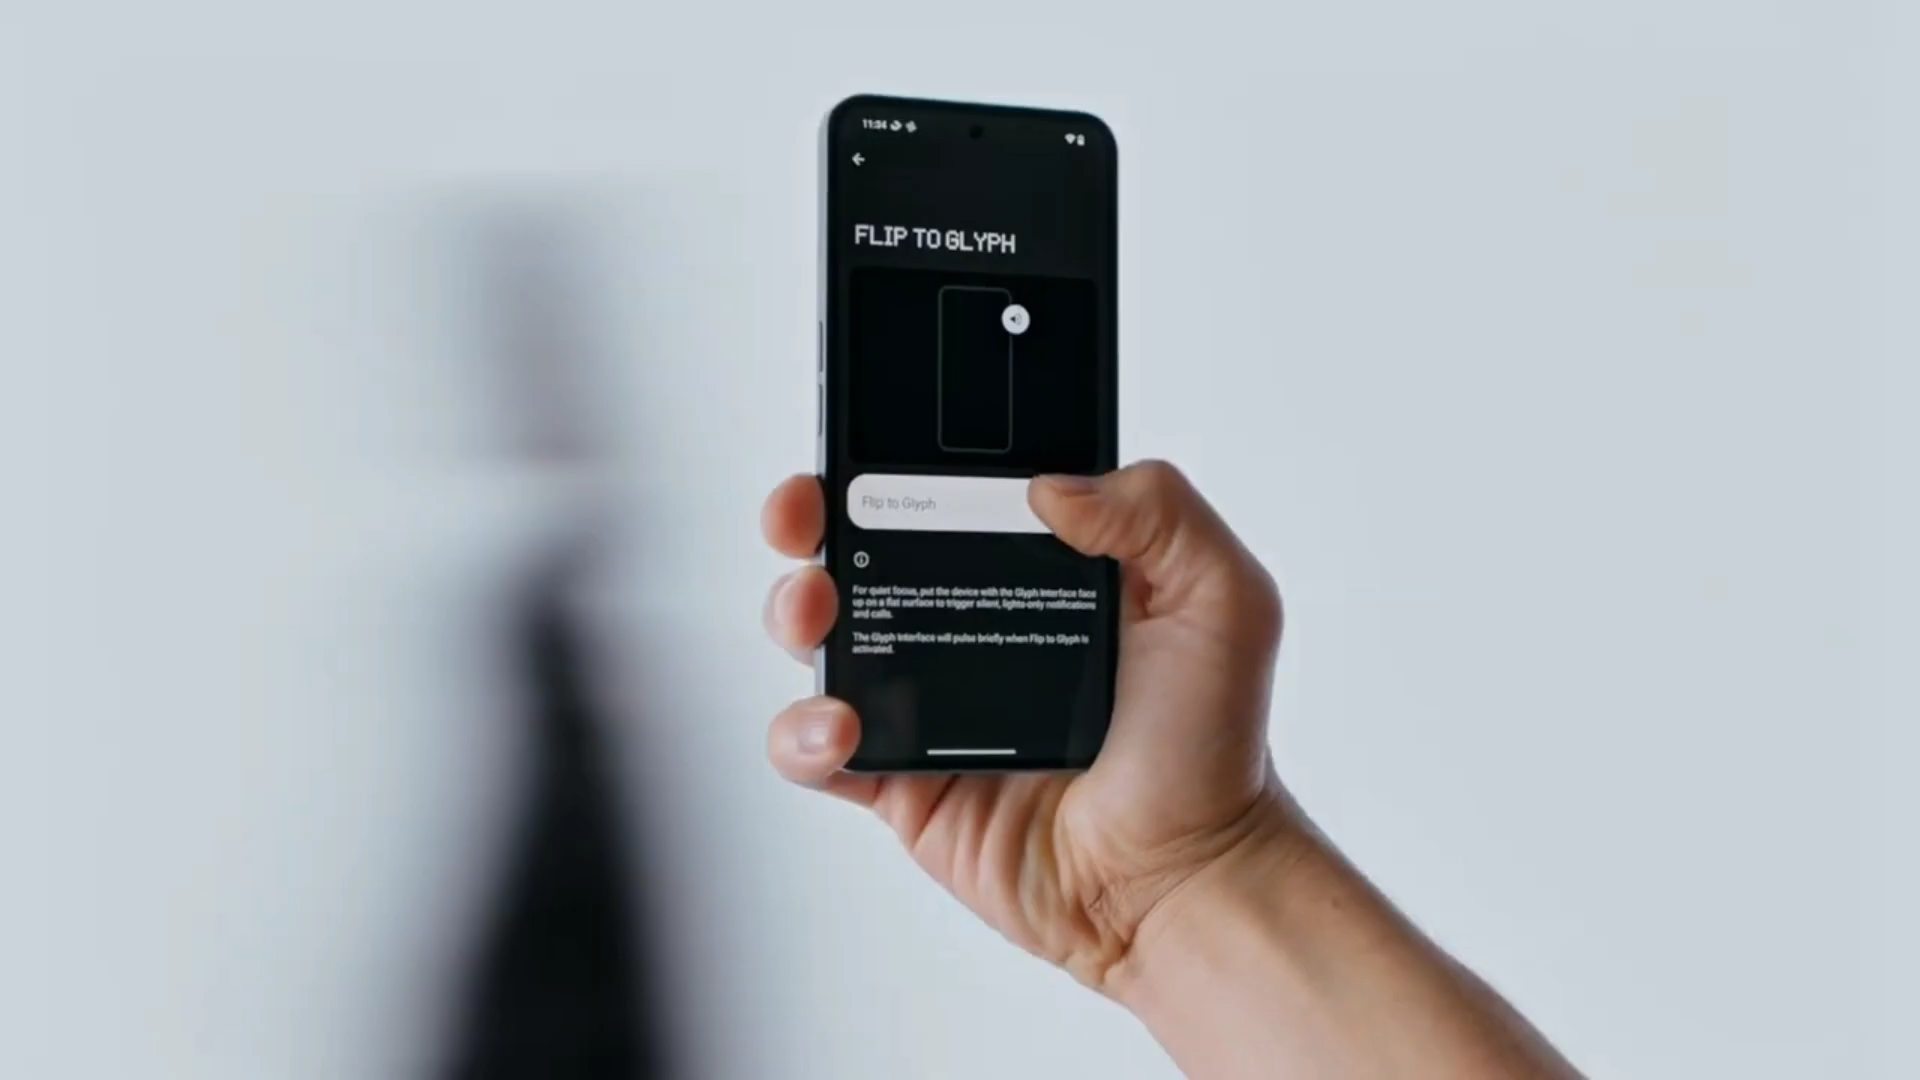 11:34
FLIP TO GLYPH
Flip to Glyph
For quiet focus, put the device with the Glyph Interface face
up on a flat surface to trigger silent, lights-only notifications
and calls.
The Glyph Interface will pulse briefly when Flip to Glyph is
activated.